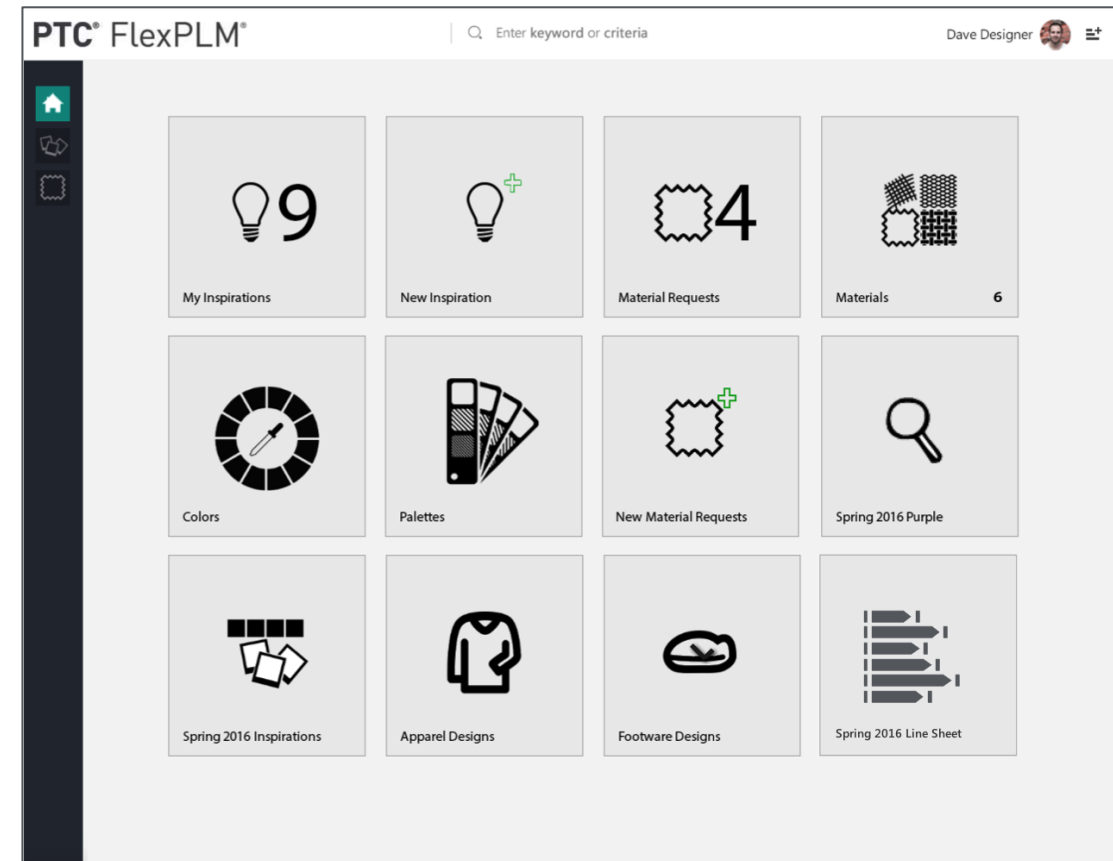 PTC® FlexPLM®
Enter keyword or criteria
Dave Designer
9
My Inspirations
New Inspiration
4
Material Requests
Materials 6
Colors
Palettes
New Material Requests
Spring 2016 Purple
Spring 2016 Inspirations
Apparel Designs
Footware Designs
Spring 2016 Line Sheet